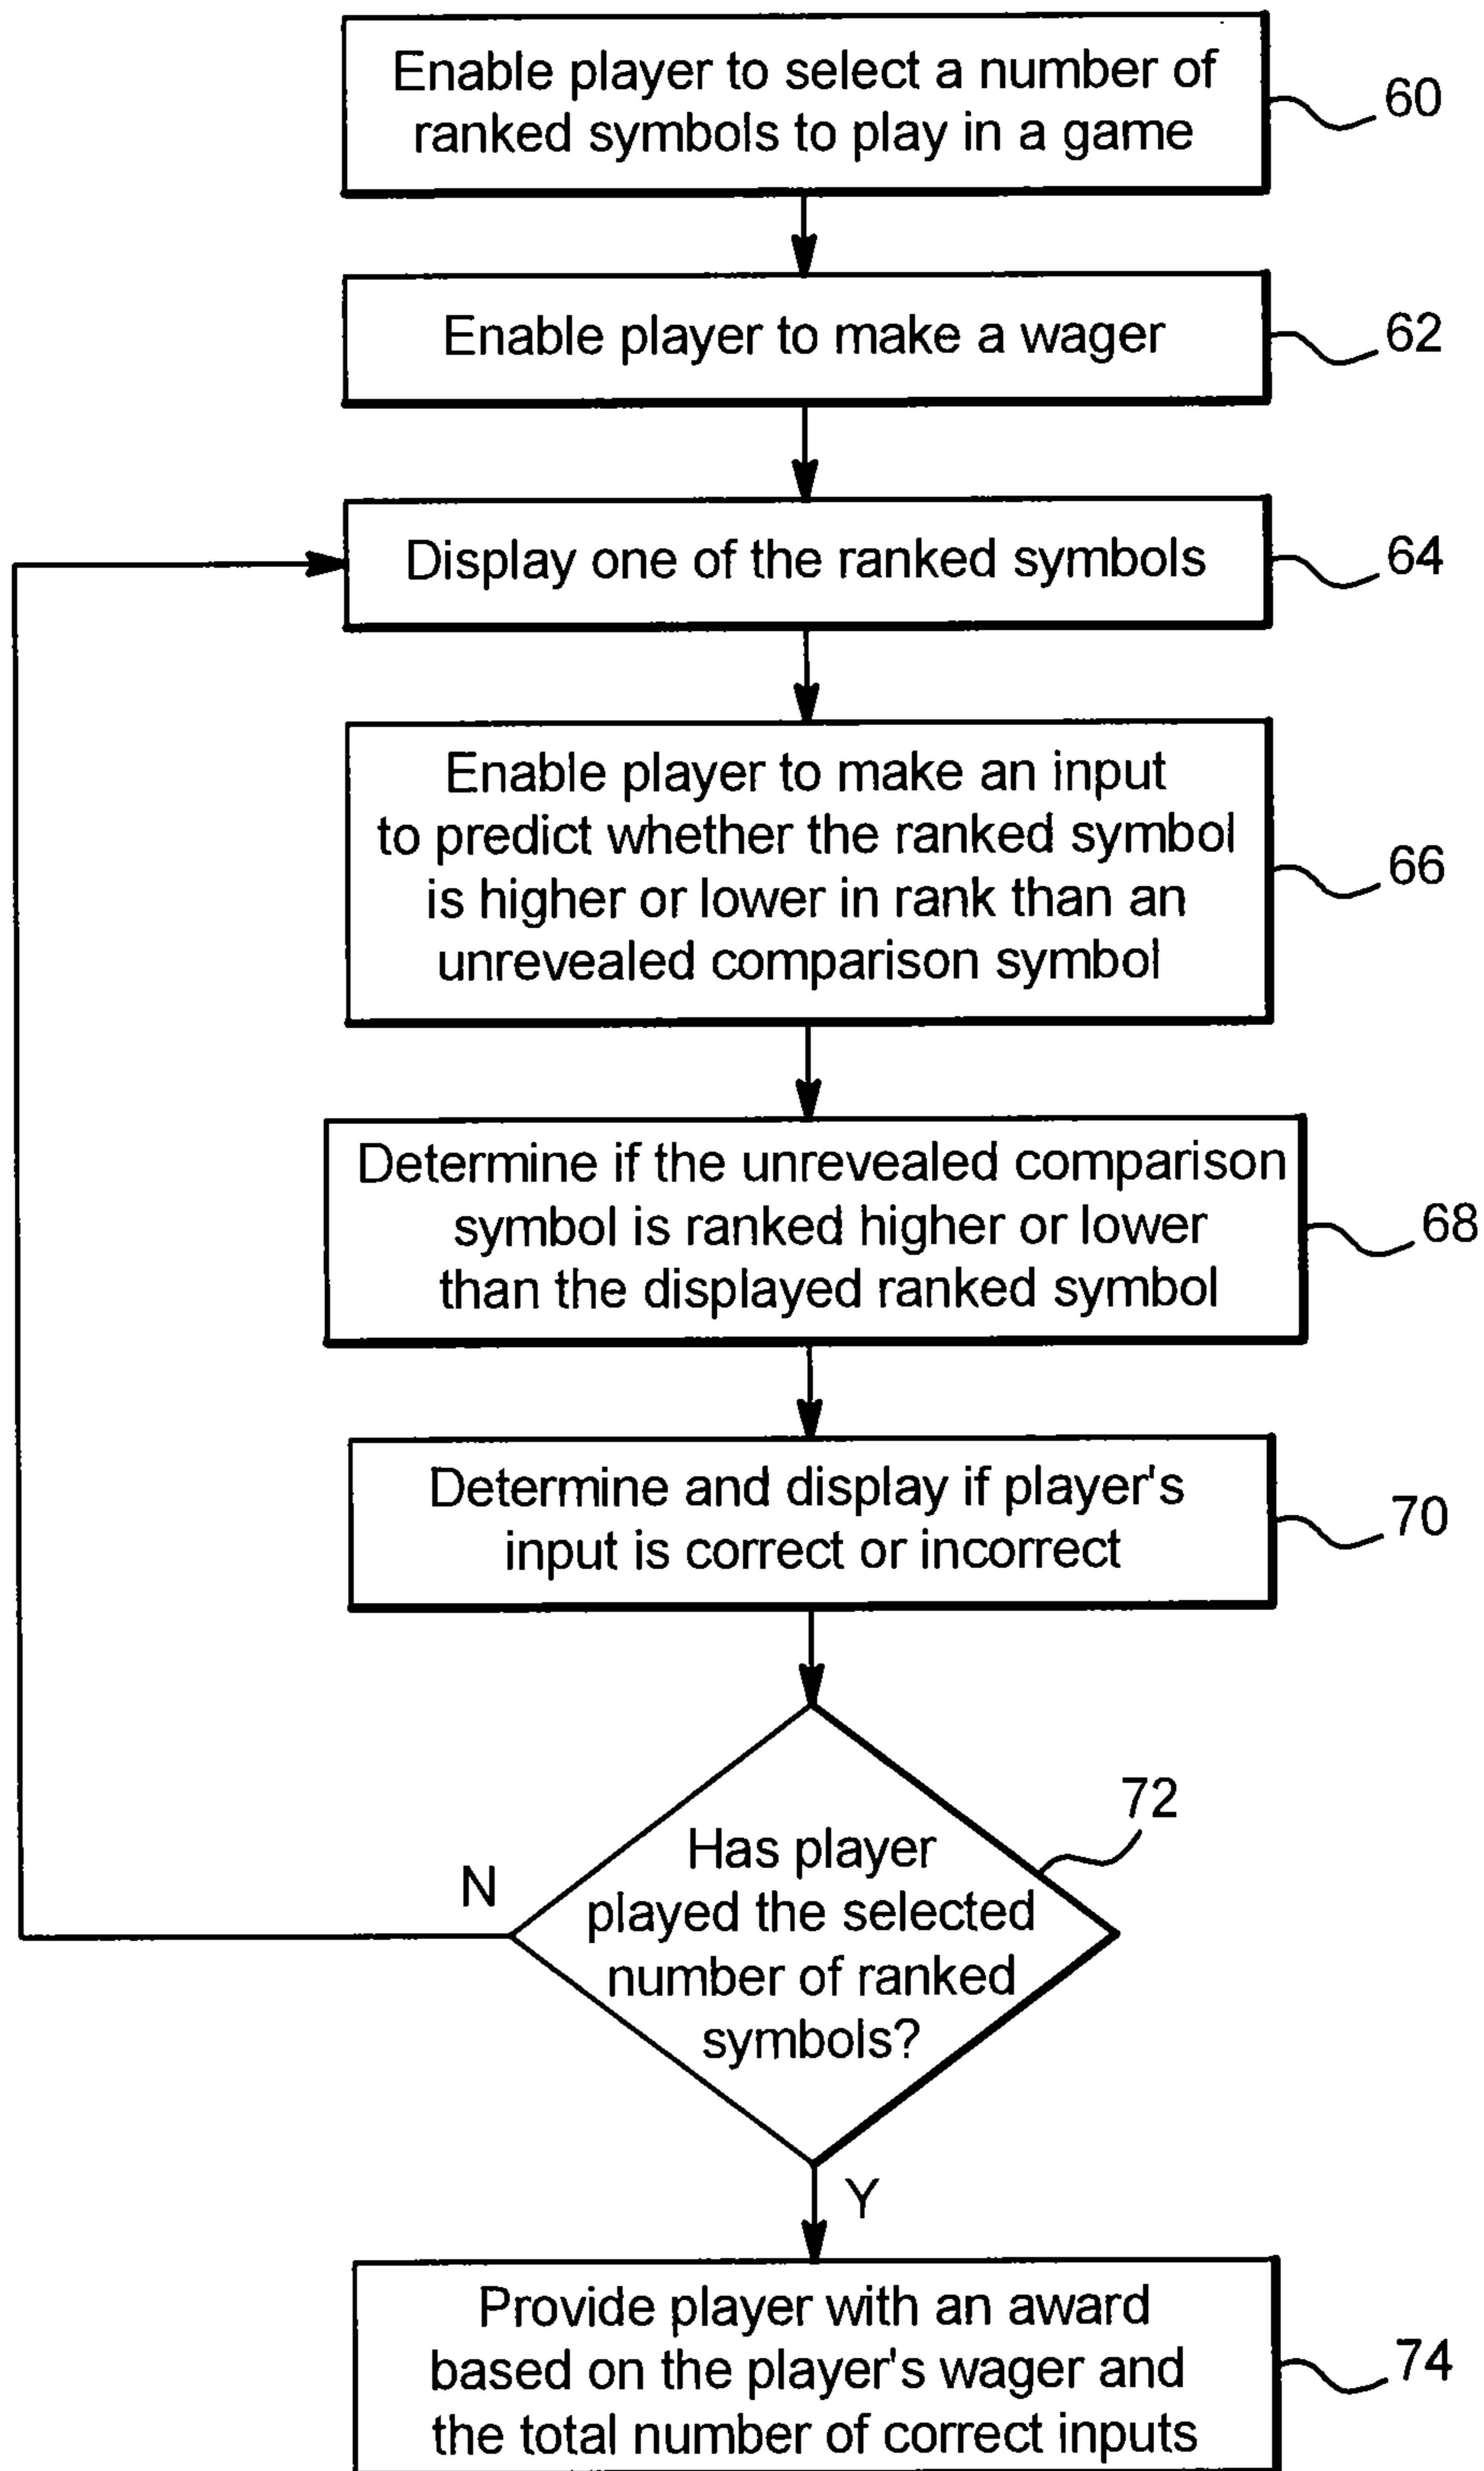 Enable player to select a number of
ranked symbols to play in a game
60
Enable player to make a wager
62
Display one of the ranked symbols
64
Enable player to make an input
to predict whether the ranked symbol
is higher or lower in rank than an
unrevealed comparison symbol
66
Determine if the unrevealed comparison
symbol is ranked higher or lower
than the displayed ranked symbol
68
Determine and display if player's
input is correct or incorrect
70
72
Has player
played the selected
number of ranked
symbols?
N
Y
Provide player with an award
based on the player's wager and
the total number of correct inputs
74